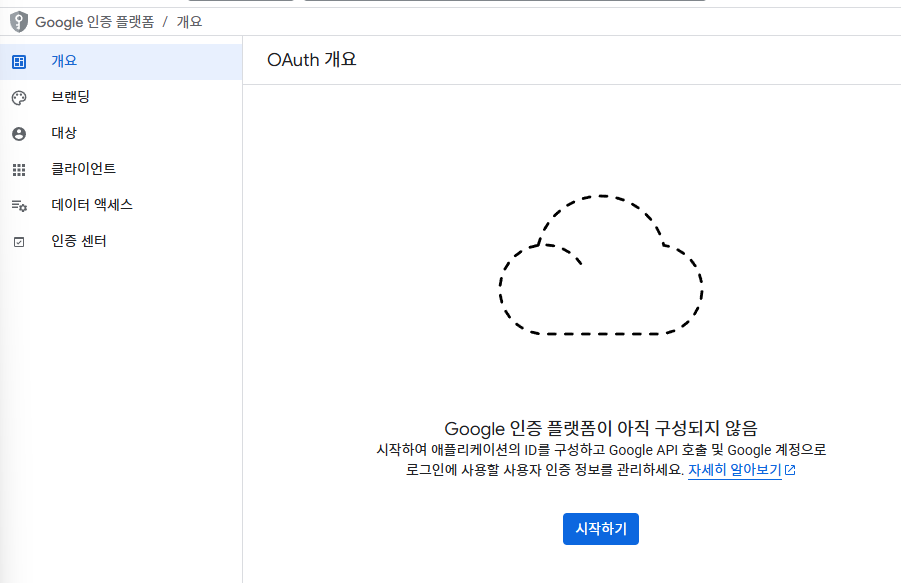 Google 인증 플랫폼 / 개요
개요
브랜딩
대상
클라이언트
데이터 액세스
인증 센터
OAuth 개요
Google 인증 플랫폼이 아직 구성되지 않음
시작하여 애플리케이션의 ID를 구성하고 Google API 호출 및 Google 계정으로
로그인에 사용할 사용자 인증 정보를 관리하세요. 자세히 알아보기
시작하기